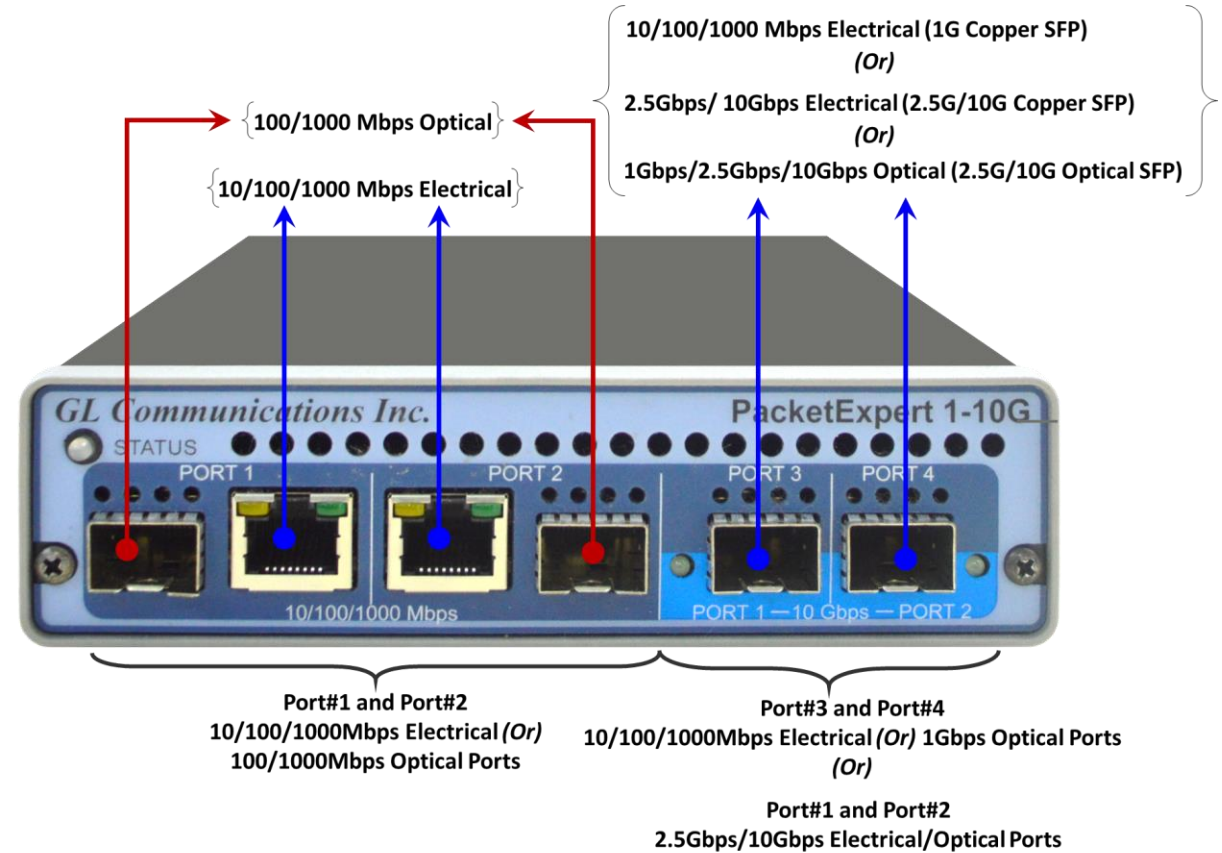 10/100/1000 Mbps Electrical (1G Copper SFP)
(Or)
2.5Gbps/ 10Gbps Electrical (2.5G/10G Copper SFP)
(Or)
1Gbps/2.5Gbps/10Gbps Optical (2.5G/10G Optical SFP)
{100/1000 Mbps Optical}
{10/100/1000 Mbps Electrical}
GL Communications Inc.
PacketExpert 1-10G
STATUS
PORT 1
PORT 2
PORT 3
PORT 4
10/100/1000 Mbps
PORT 1 — 10 Gbps — PORT 2
Port#1 and Port#2
10/100/1000Mbps Electrical (Or)
100/1000Mbps Optical Ports
Port#3 and Port#4
10/100/1000Mbps Electrical (Or) 1Gbps Optical Ports
(Or)
Port#1 and Port#2
2.5Gbps/10Gbps Electrical/Optical Ports